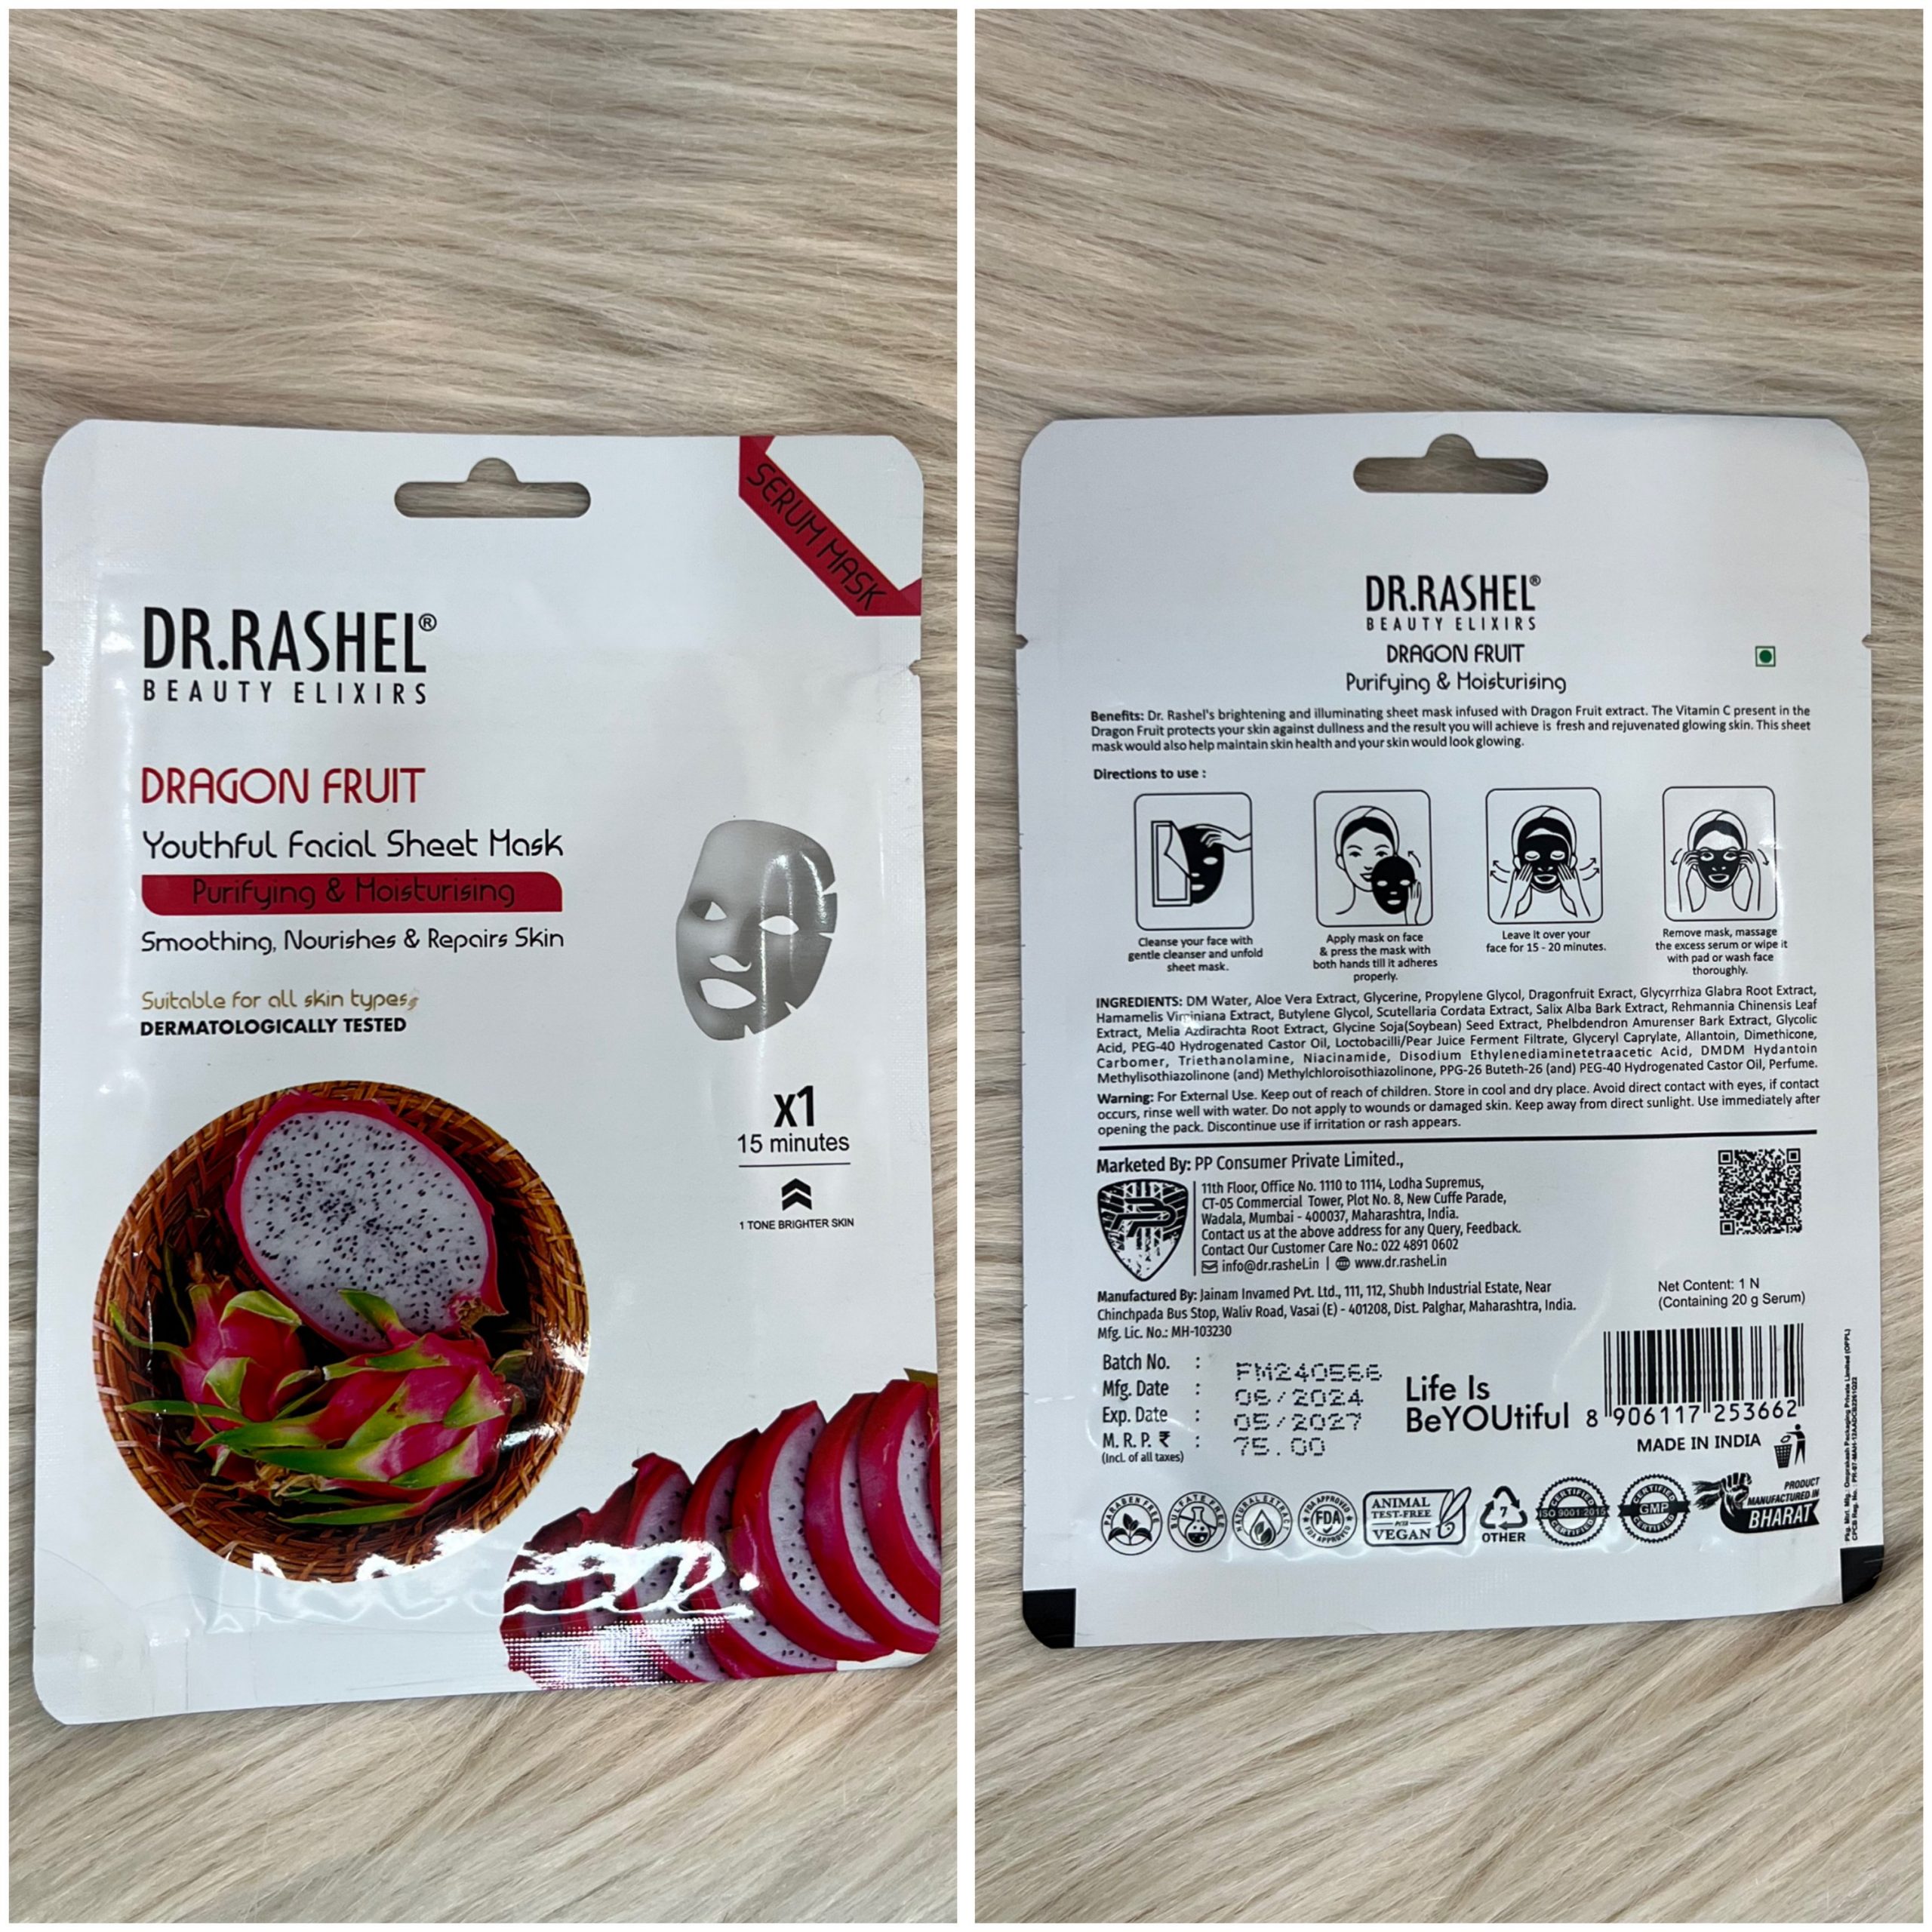 SERUM MASK
DR.RASHEL®
BEAUTY ELIXIRS
DRAGON FRUIT
Youthful Facial Sheet Mask
Purifying & Moisturising
Smoothing, Nourishes & Repairs Skin
Suitable for all skin types
DERMATOLOGICALLY TESTED
x1
15 minutes
1 TONE BRIGHTER SKIN
DR.RASHEL®
BEAUTY ELIXIRS
DRAGON FRUIT
Purifying & Moisturising
Benefits: Dr. Rashel's brightening and illuminating sheet mask infused with Dragon Fruit extract. The Vitamin C present in the
Dragon Fruit protects your skin against dullness and the result you will achieve is fresh and rejuvenated glowing skin. This sheet
mask would also help maintain skin health and your skin would look glowing.
Directions to use :
Cleanse your face with
gentle cleanser and unfold
sheet mask.
Apply mask on face
& press the mask with
both hands till it adheres
properly.
Leave it over your
face for 15 - 20 minutes.
Remove mask, massage
the excess serum or wipe it
with pad or wash face
thoroughly.
INGREDIENTS: DM Water, Aloe Vera Extract, Glycerine, Propylene Glycol, Dragonfruit Exract, Glycyrrhiza Glabra Root Extract,
Hamamelis Virginiana Extract, Butylene Glycol, Scutellaria Cordata Extract, Salix Alba Bark Extract, Rehmannia Chinensis Leaf
Extract, Melia Azdirachta Root Extract, Glycine Soja(Soybean) Seed Extract, Phelbdendron Amurenser Bark Extract, Glycolic
Acid, PEG-40 Hydrogenated Castor Oil, Loctobacilli/Pear Juice Ferment Filtrate, Glyceryl Caprylate, Allantoin, Dimethicone,
Carbomer, Triethanolamine, Niacinamide, Disodium Ethylenediaminetetraacetic Acid, DMDM Hydantoin
Methylisothiazolinone (and) Methylchloroisothiazolinone, PPG-26 Buteth-26 (and) PEG-40 Hydrogenated Castor Oil, Perfume.
Warning: For External Use. Keep out of reach of children. Store in cool and dry place. Avoid direct contact with eyes, if contact
occurs, rinse well with water. Do not apply to wounds or damaged skin. Keep away from direct sunlight. Use immediately after
opening the pack. Discontinue use if irritation or rash appears.
Marketed By: PP Consumer Private Limited.,
11th Floor, Office No. 1110 to 1114, Lodha Supremus,
CT-05 Commercial Tower, Plot No. 8, New Cuffe Parade,
Wadala, Mumbai - 400037, Maharashtra, India.
Contact us at the above address for any Query, Feedback.
Contact Our Customer Care No.: 022 4891 0602
info@dr.rashel.in | www.dr.rashel.in
Manufactured By: Jainam Invamed Pvt. Ltd., 111, 112, Shubh Industrial Estate, Near
Chinchpada Bus Stop, Waliv Road, Vasai (E) - 401208, Dist. Palghar, Maharashtra, India.
Mfg. Lic. No.: MH-103230
Net Content: 1 N
(Containing 20 g Serum)
Batch No. : FM240566
Mfg. Date : 06/2024
Exp. Date : 05/2027
M. R. P. ₹ : 75.00
(Incl. of all taxes)
Life Is
BeYOUtiful
8 906117 253662
MADE IN INDIA
PARABEN FREE
SULFATE FREE
NATURAL EXTRACT
FDA APPROVED
FDA
FDA APPROVED
ANIMAL
TEST-FREE
VEGAN
7
OTHER
CERTIFIED
ISO 9001:2015
CERTIFIED
CERTIFIED
GMP
CERTIFIED
PRODUCT
MANUFACTURED IN
BHARAT